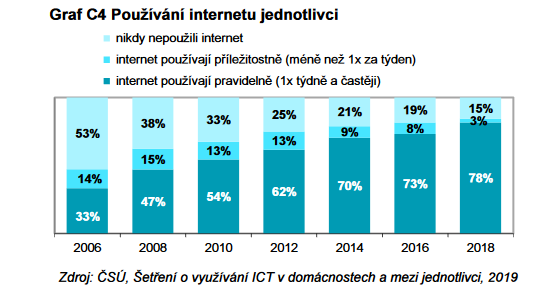 Graf C4 Používání internetu jednotlivci
nikdy nepoužili internet
internet používají příležitostně (méně než 1x za týden)
internet používají pravidelně (1x týdně a častěji)
53% 38% 33% 25% 21% 19% 15%
14% 15% 13% 13% 9% 8% 3%
33% 47% 54% 62% 70% 73% 78%
2006 2008 2010 2012 2014 2016 2018
Zdroj: ČSÚ, Šetření o využívání ICT v domácnostech a mezi jednotlivci, 2019